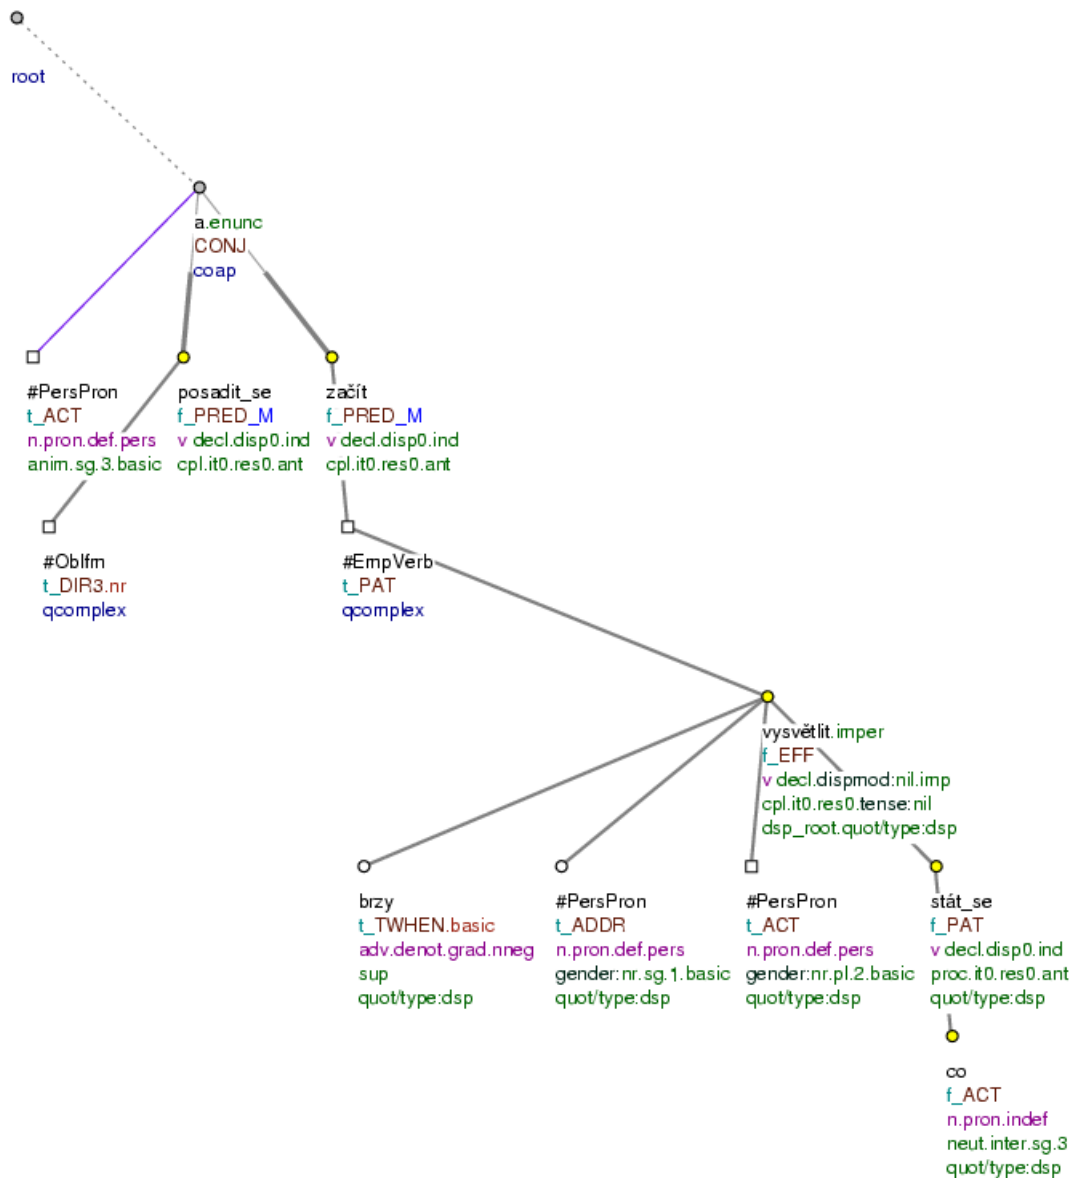 root
a.enunc
CONJ
coap
#PersPron
t_ACT
n.pron.def.pers
anim.sg.3.basic
posadit_se
f_PRED_M
v decl.disp0.ind
cpl.it0.res0.ant
začít
f_PRED_M
v decl.disp0.ind
cpl.it0.res0.ant
#Oblfm
t_DIR3.nr
qcomplex
#EmpVerb
t_PAT
qcomplex
vysvětlit.imper
f_EFF
v decl.dispmod:nil.imp
cpl.it0.res0.tense:nil
dsp_root.quot/type:dsp
brzy
t_TWHEN.basic
adv.denot.grad.nneg
sup
quot/type:dsp
#PersPron
t_ADDR
n.pron.def.pers
gender:nr.sg.1.basic
quot/type:dsp
#PersPron
t_ACT
n.pron.def.pers
gender:nr.pl.2.basic
quot/type:dsp
stát_se
f_PAT
v decl.disp0.ind
proc.it0.res0.ant
quot/type:dsp
co
f_ACT
n.pron.indef
neut.inter.sg.3
quot/type:dsp